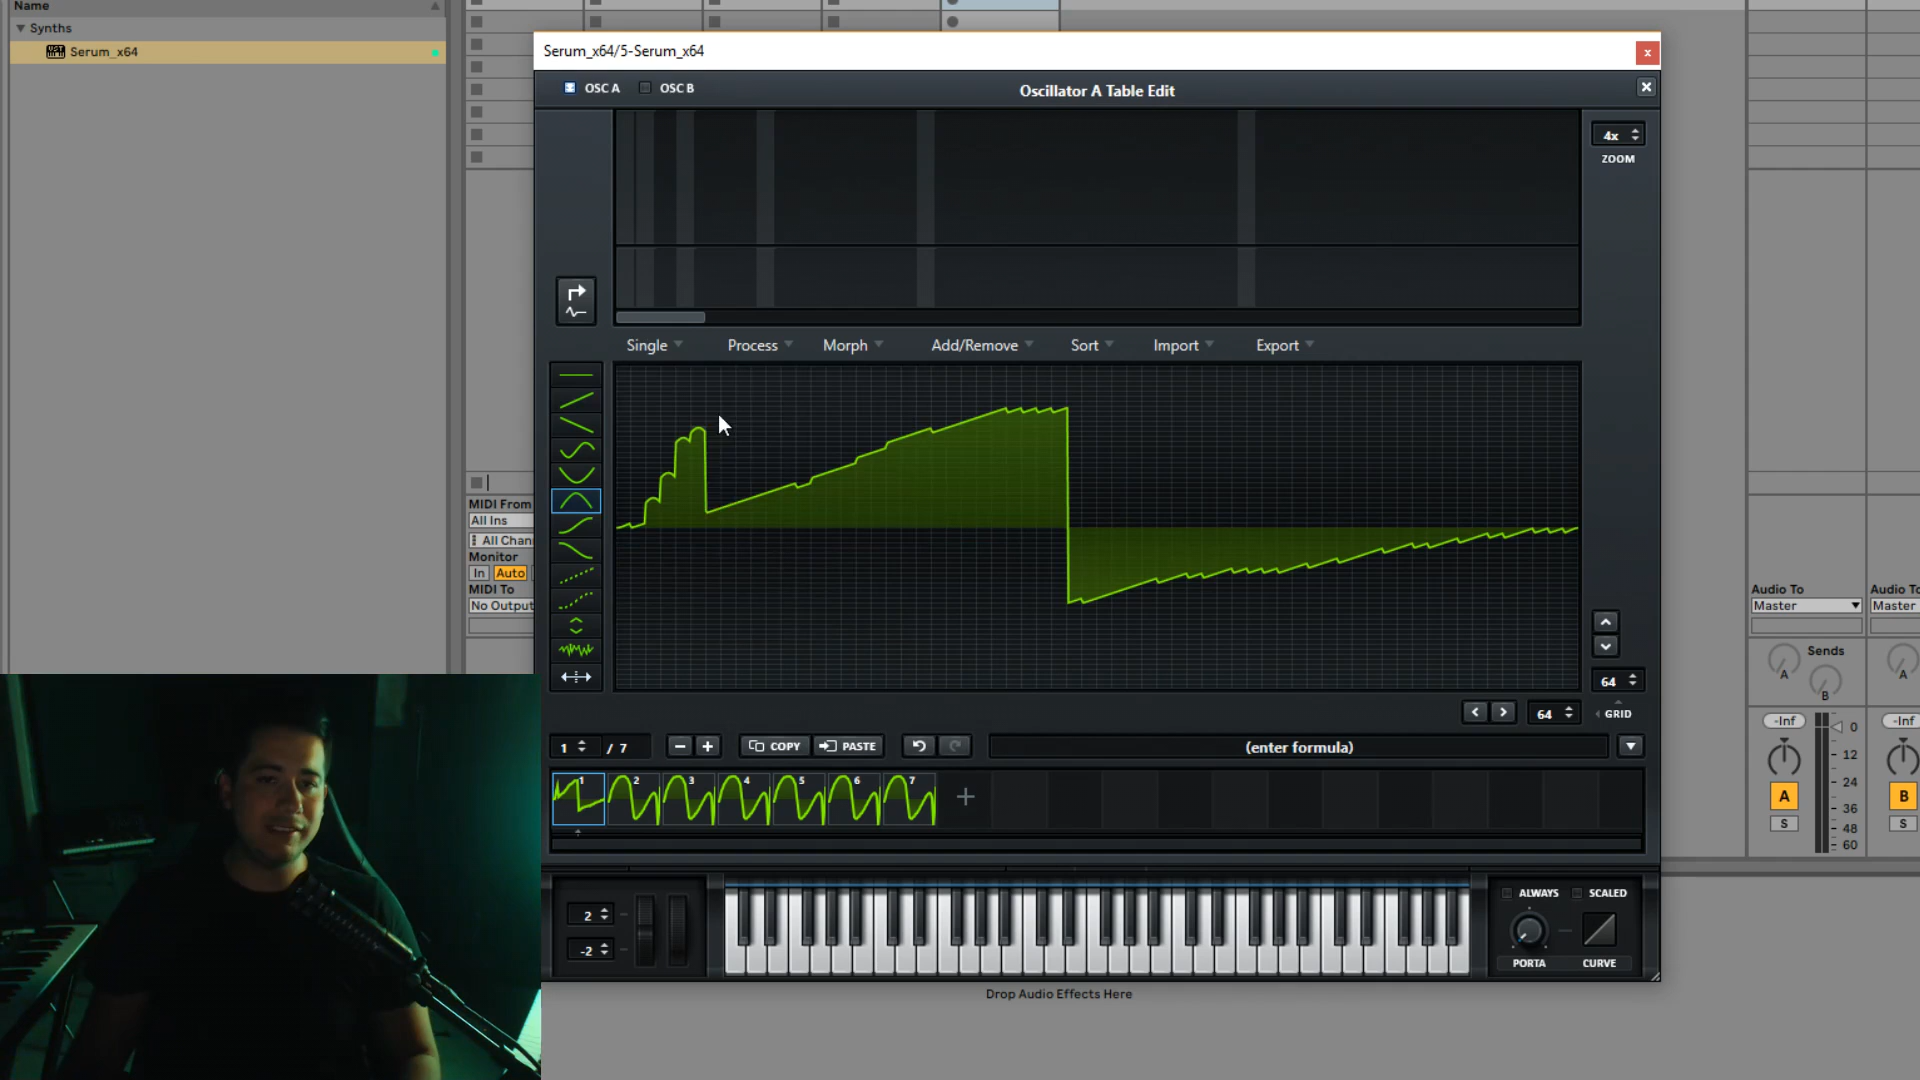 Name
Synths
Serum_x64
Serum_x64/5-Serum_x64
x
OSC A
OSC B
Oscillator A Table Edit
4x
ZOOM
Single
Process
Morph
Add/Remove
Sort
Import
Export
MIDI From
All Ins
All Chan
Monitor
In
Auto
MIDI To
No Output
64
64
GRID
1 / 7
COPY
PASTE
(enter formula)
1
2
3
4
5
6
7
2
-2
ALWAYS
SCALED
PORTA
CURVE
Drop Audio Effects Here
Audio To
Master
Audio To
Master
Sends
A
B
A
-Inf
0
12
24
36
48
60
A
S
-Inf
B
S